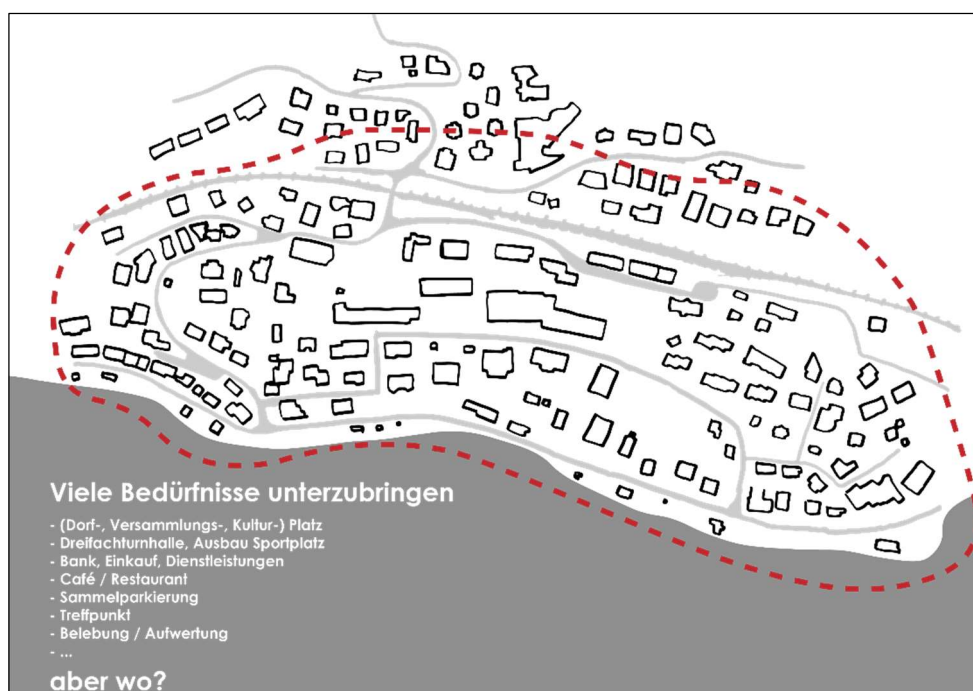 Viele Bedürfnisse unterzubringen
- (Dorf-, Versammlungs-, Kultur-) Platz
- Dreifachturnhalle, Ausbau Sportplatz
- Bank, Einkauf, Dienstleistungen
- Café / Restaurant
- Sammelparkierung
- Treffpunkt
- Belebung / Aufwertung
- ...
aber wo?